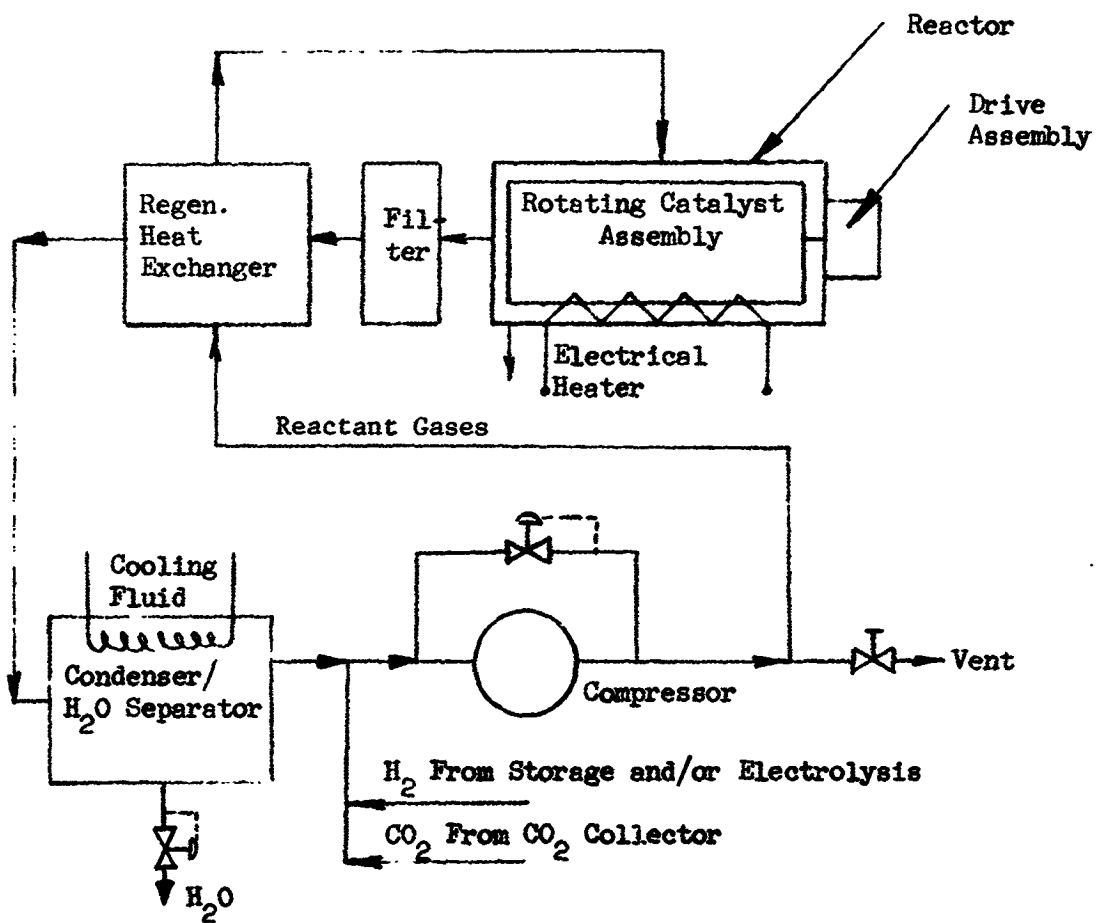 Reactor
Drive
Assembly
Regen.
Heat
Exchanger
Fil-
ter
Rotating Catalyst
Assembly
Electrical
Heater
Reactant Gases
Cooling
Fluid
Condenser/
H₂O Separator
Compressor
Vent
H₂ From Storage and/or Electrolysis
CO₂ From CO₂ Collector
H₂O